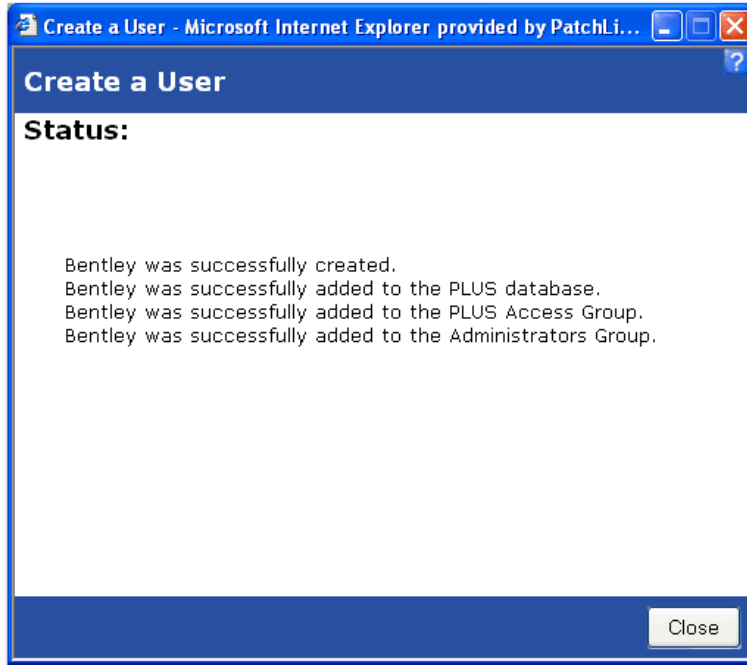 Create a User - Microsoft Internet Explorer provided by PatchLi...
?
Create a User
Status:
Bentley was successfully created.
Bentley was successfully added to the PLUS database.
Bentley was successfully added to the PLUS Access Group.
Bentley was successfully added to the Administrators Group.
Close